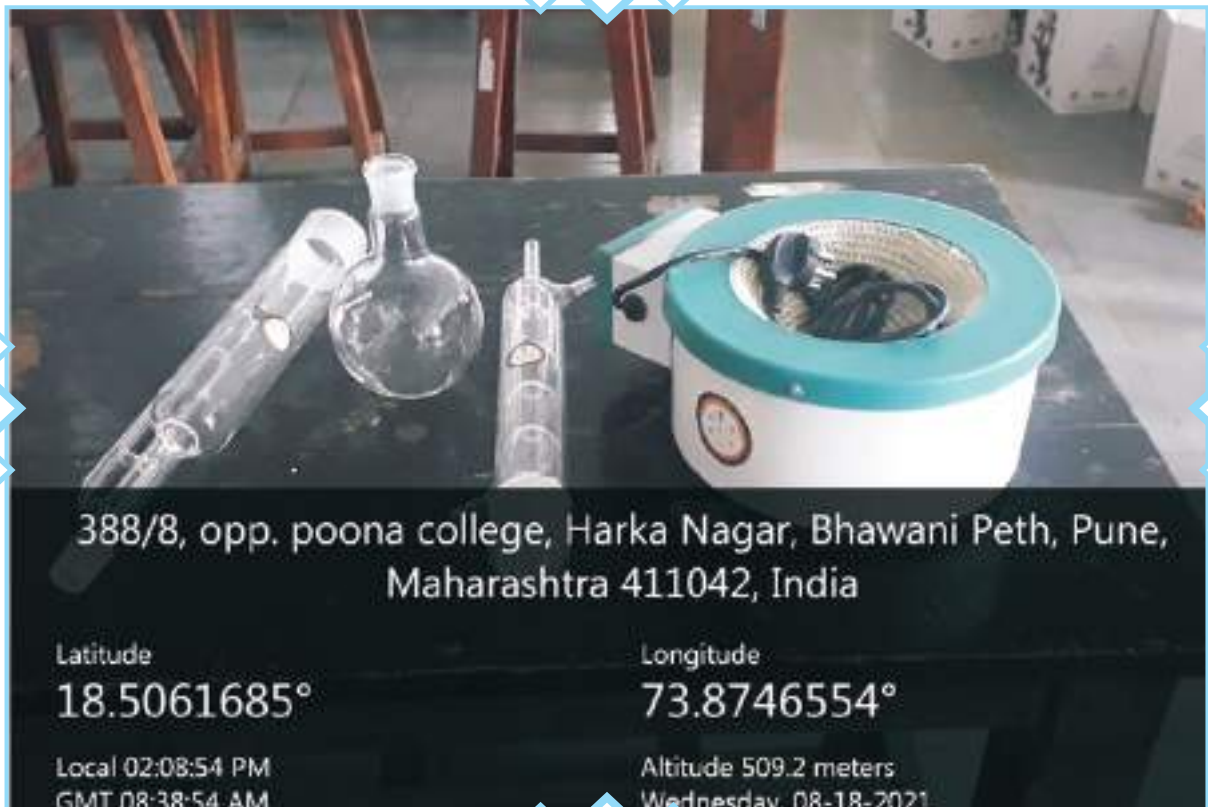 388/8, opp. poona college, Harka Nagar, Bhawani Peth, Pune,
Maharashtra 411042, India
Latitude
18.5061685°
Longitude
73.8746554°
Local 02:08:54 PM
GMT 08:38:54 AM
Altitude 509.2 meters
Wednesday, 08-18-2021